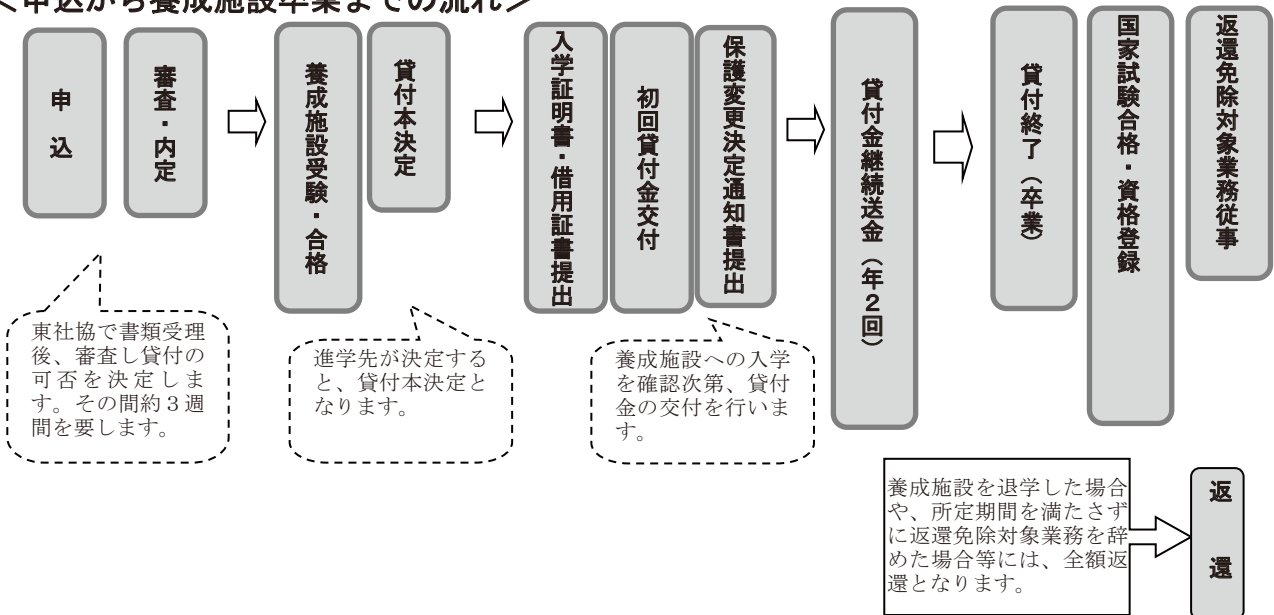 <申込から養成施設卒業までの流れ>
申込
審査・内定
養成施設受験・合格
貸付本決定
入学証明書・借用証書提出
初回貸付金交付
保護変更決定通知書提出
貸付金継続送金（年２回）
貸付終了（卒業）
国家試験合格・資格登録
返還免除対象業務従事
東社協で書類受理
後、審査し貸付の
可否を決定しま
す。その間約３週
間を要します。
進学先が決定する
と、貸付本決定と
なります。
養成施設への入学
を確認次第、貸付
金の交付を行いま
す。
養成施設を退学した場合
や、所定期間を満たさず
に返還免除対象業務を辞
めた場合等には、全額返
還となります。
返還